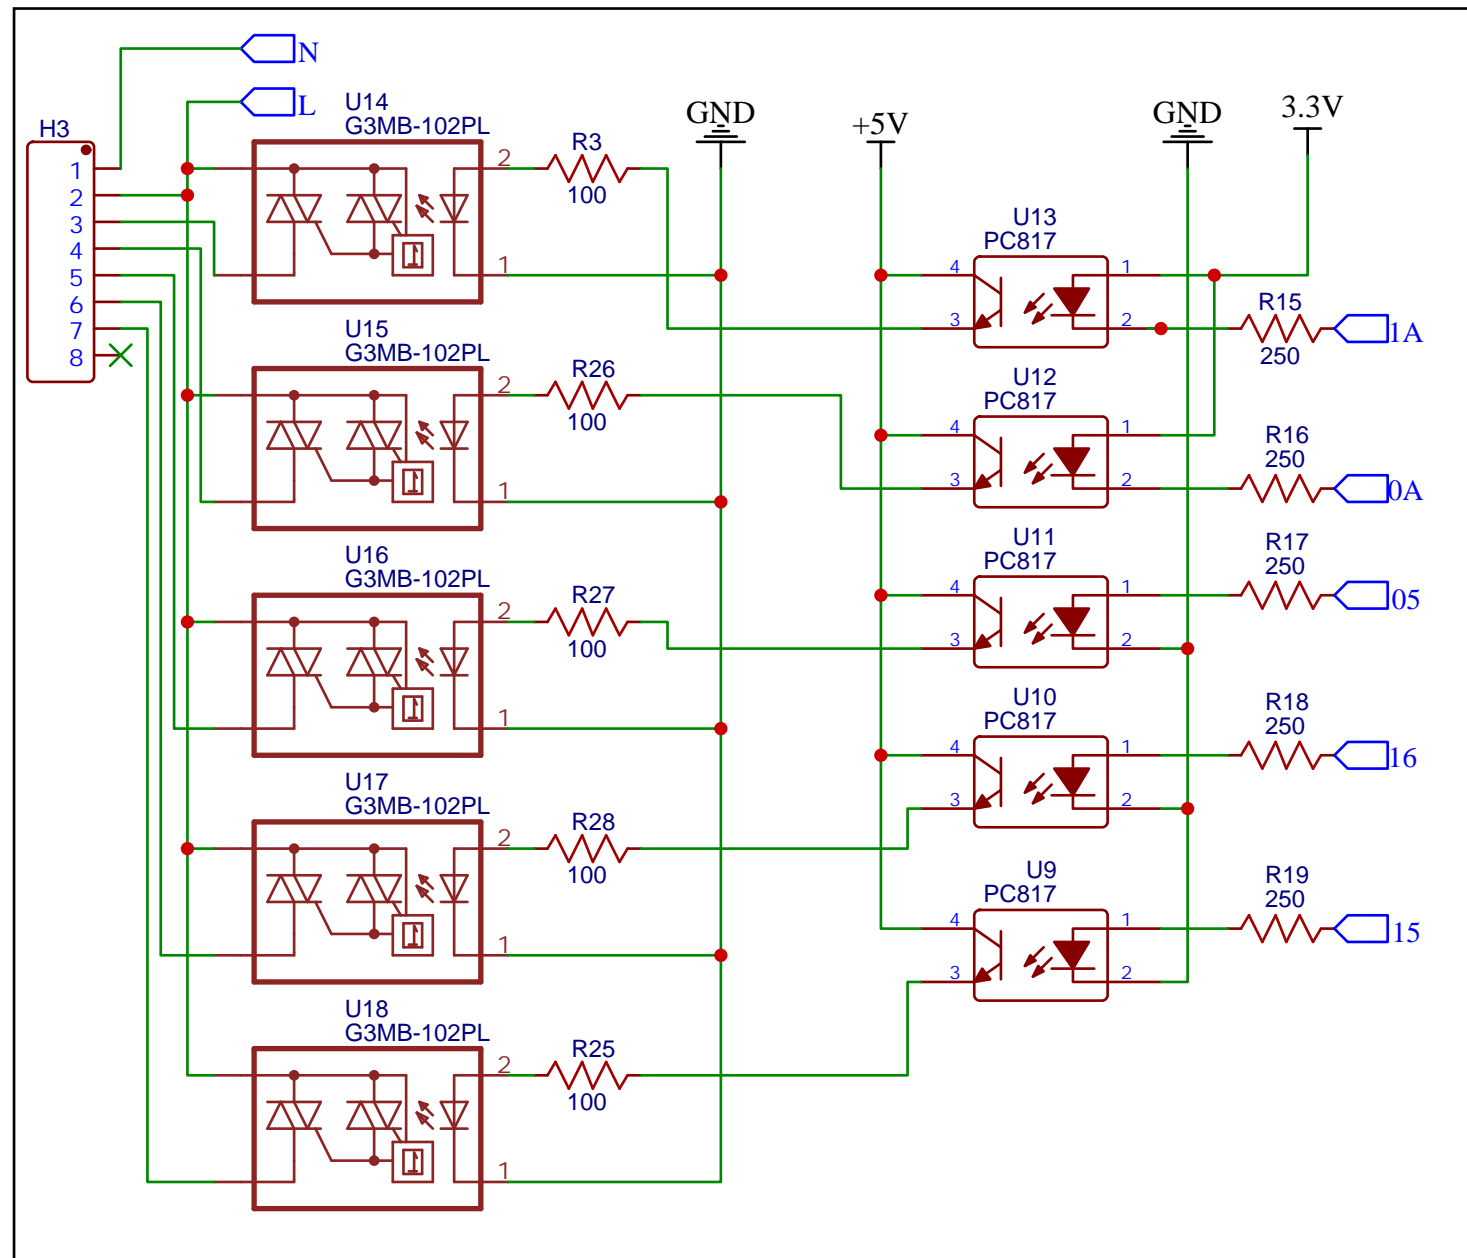 N
L
H3
1
2
3
4
5
6
7
8
U14
G3MB-102PL
2
1
R3
100
GND
+5V
GND
3.3V
U13
PC817
4
3
1
2
R15
250
1A
U15
G3MB-102PL
2
1
R26
100
U12
PC817
4
3
1
2
R16
250
0A
U16
G3MB-102PL
2
1
R27
100
U11
PC817
4
3
1
2
R17
250
05
U17
G3MB-102PL
2
1
R28
100
U10
PC817
4
3
1
2
R18
250
16
U18
G3MB-102PL
2
1
R25
100
U9
PC817
4
3
1
2
R19
250
15